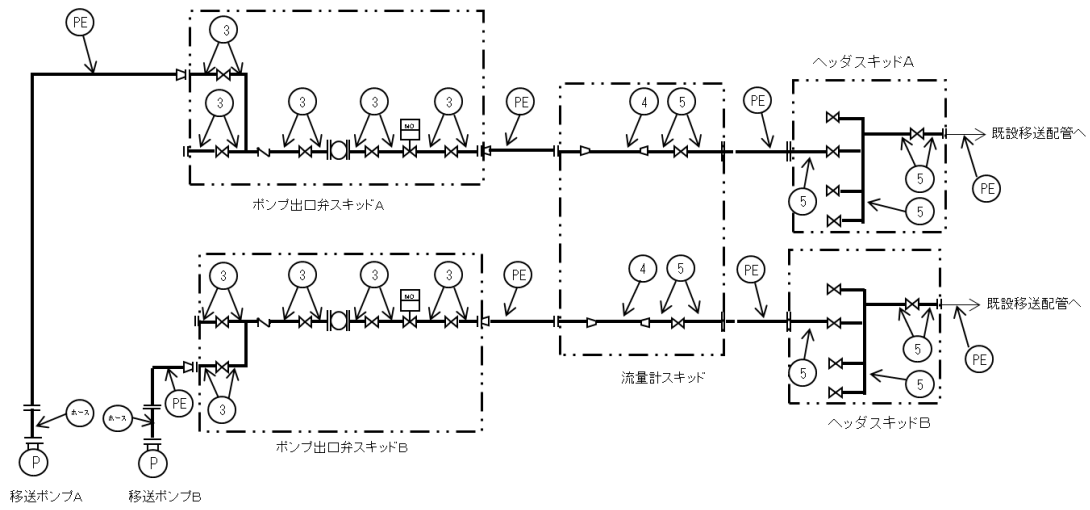 PE
3
ヘッダスキッドA
3
3
3
3
PE
4
5
PE
MO
既設移送配管へ
5
5
PE
5
ポンプ出口弁スキッドA
3
3
3
3
PE
4
5
PE
MO
既設移送配管へ
5
PE
5
5
流量計スキッド
PE
3
ホース
ホース
ヘッダスキッドB
ポンプ出口弁スキッドB
P
P
移送ポンプA
移送ポンプB